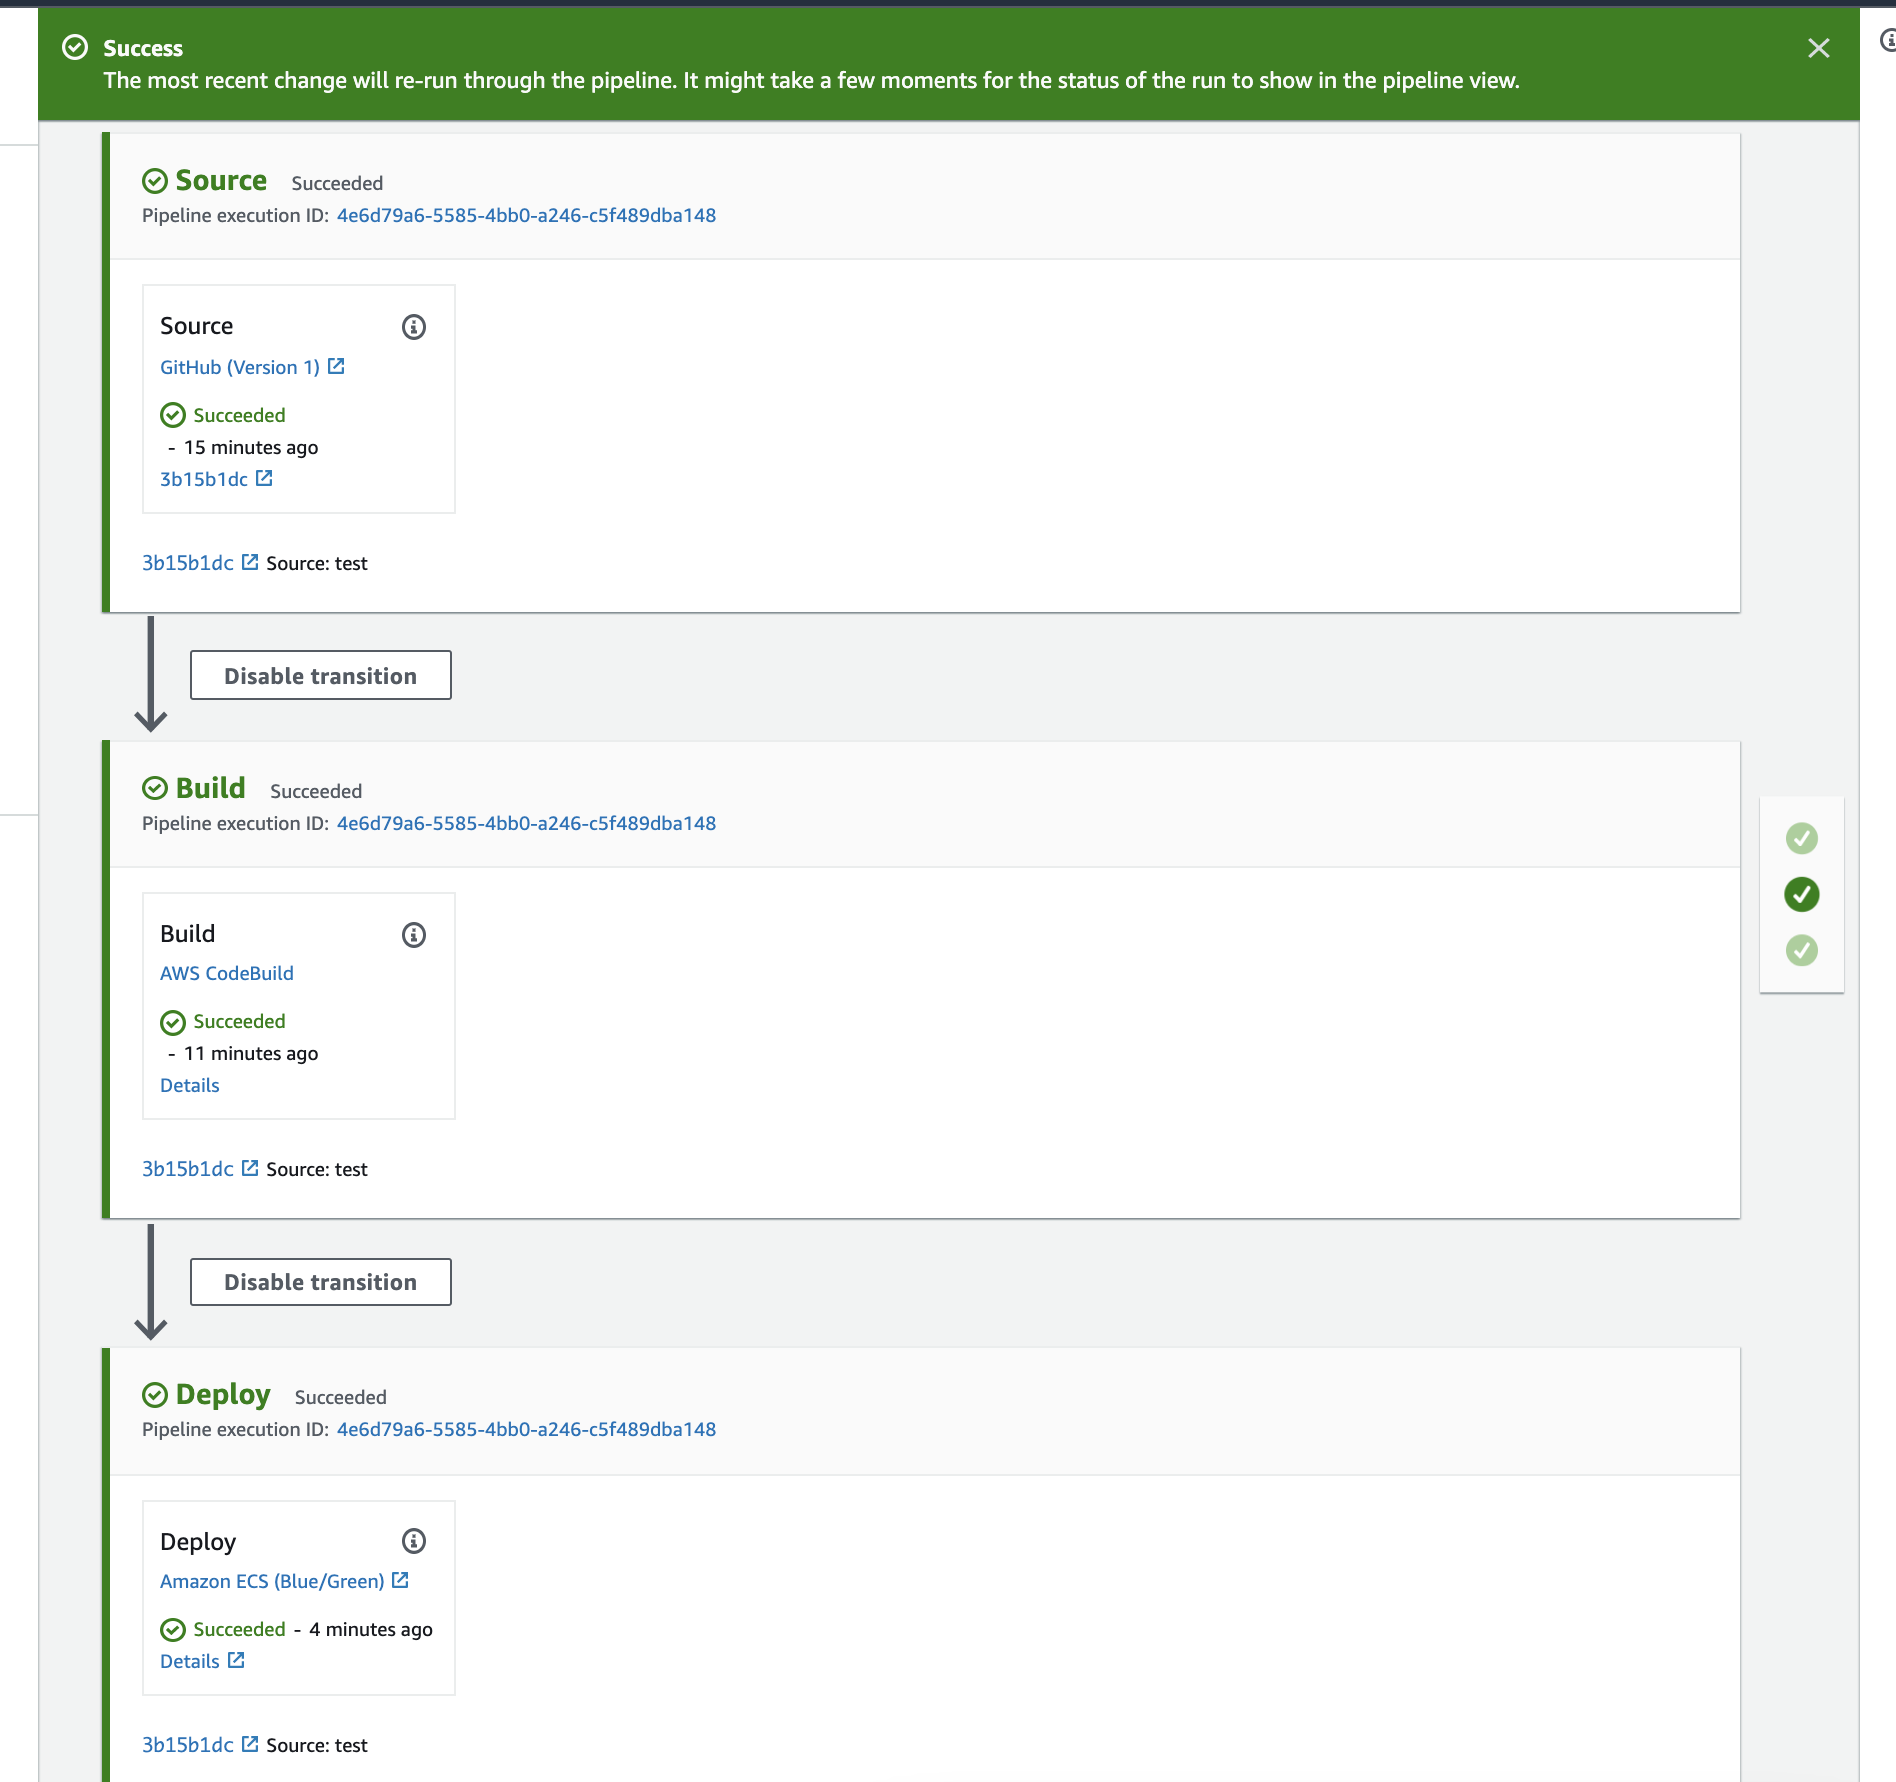 Success
The most recent change will re-run through the pipeline. It might take a few moments for the status of the run to show in the pipeline view.
Source Succeeded
Pipeline execution ID: 4e6d79a6-5585-4bb0-a246-c5f489dba148
Source
GitHub (Version 1)
Succeeded
- 15 minutes ago
3b15b1dc
3b15b1dc Source: test
Disable transition
Build Succeeded
Pipeline execution ID: 4e6d79a6-5585-4bb0-a246-c5f489dba148
Build
AWS CodeBuild
Succeeded
- 11 minutes ago
Details
3b15b1dc Source: test
Disable transition
Deploy Succeeded
Pipeline execution ID: 4e6d79a6-5585-4bb0-a246-c5f489dba148
Deploy
Amazon ECS (Blue/Green)
Succeeded - 4 minutes ago
Details
3b15b1dc Source: test